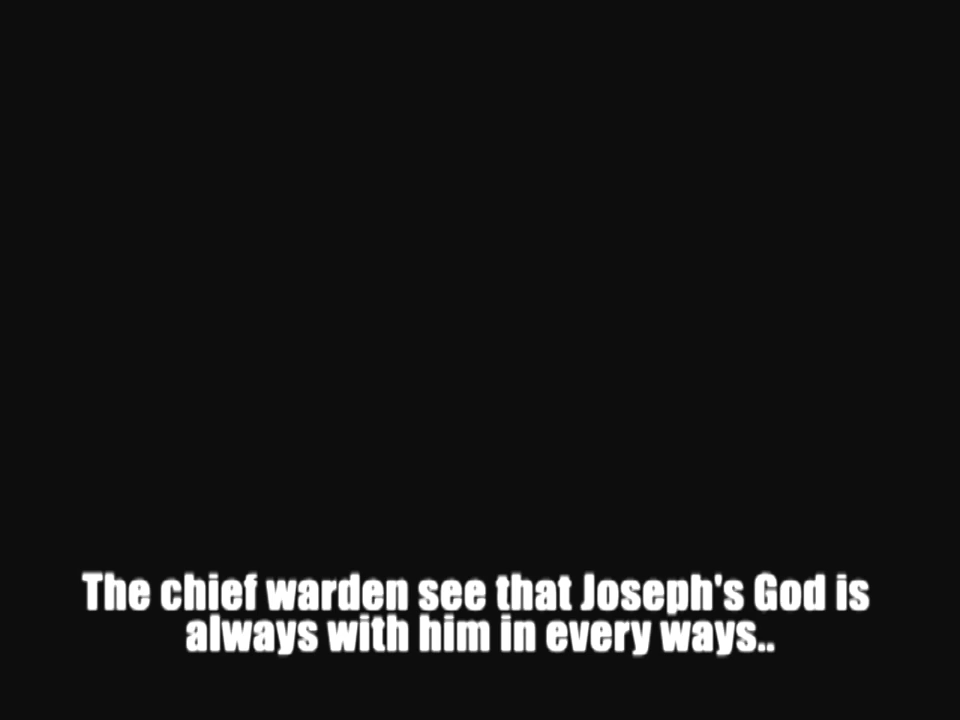 The chief warden see that Joseph's God is
always with him in every ways..